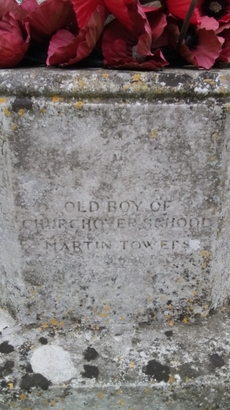 OLD BOY OF
CHURCHOVER SCHOOL
MARTIN TOWERS